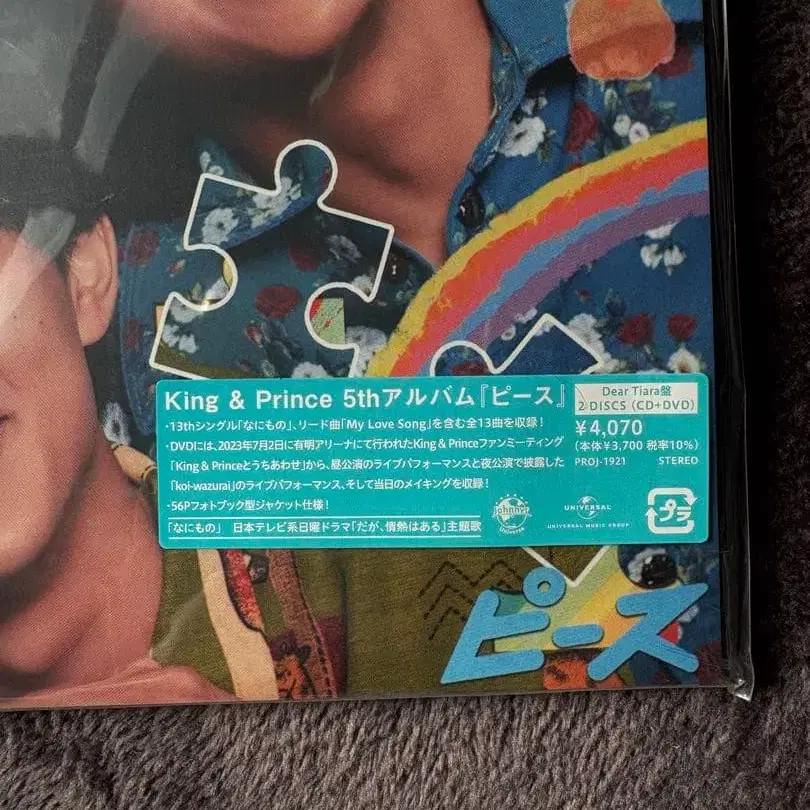 King & Prince 5thアルバム『ピース』
・13thシングル「なにもの」、リード曲「My Love Song」を含む全13曲を収録！
・DVDには、2023年7月2日に有明アリーナにて行われたKing & Princeファンミーティング
「King & Princeとうちあわせ」から、昼公演のライブパフォーマンスと夜公演で披露した
「koi-wazurai」のライブパフォーマンス、そして当日のメイキングを収録！
・56Pフォトブック型ジャケット仕様！
「なにもの」 日本テレビ系日曜ドラマ「だが、情熱はある」主題歌
Dear Tiara盤
2 DISCS (CD+DVD)
¥4,070
(本体¥3,700 税率10%)
PROJ-1921 STEREO
Johnnys'
Universe
UNIVERSAL
UNIVERSAL MUSIC GROUP
プラ
ピース